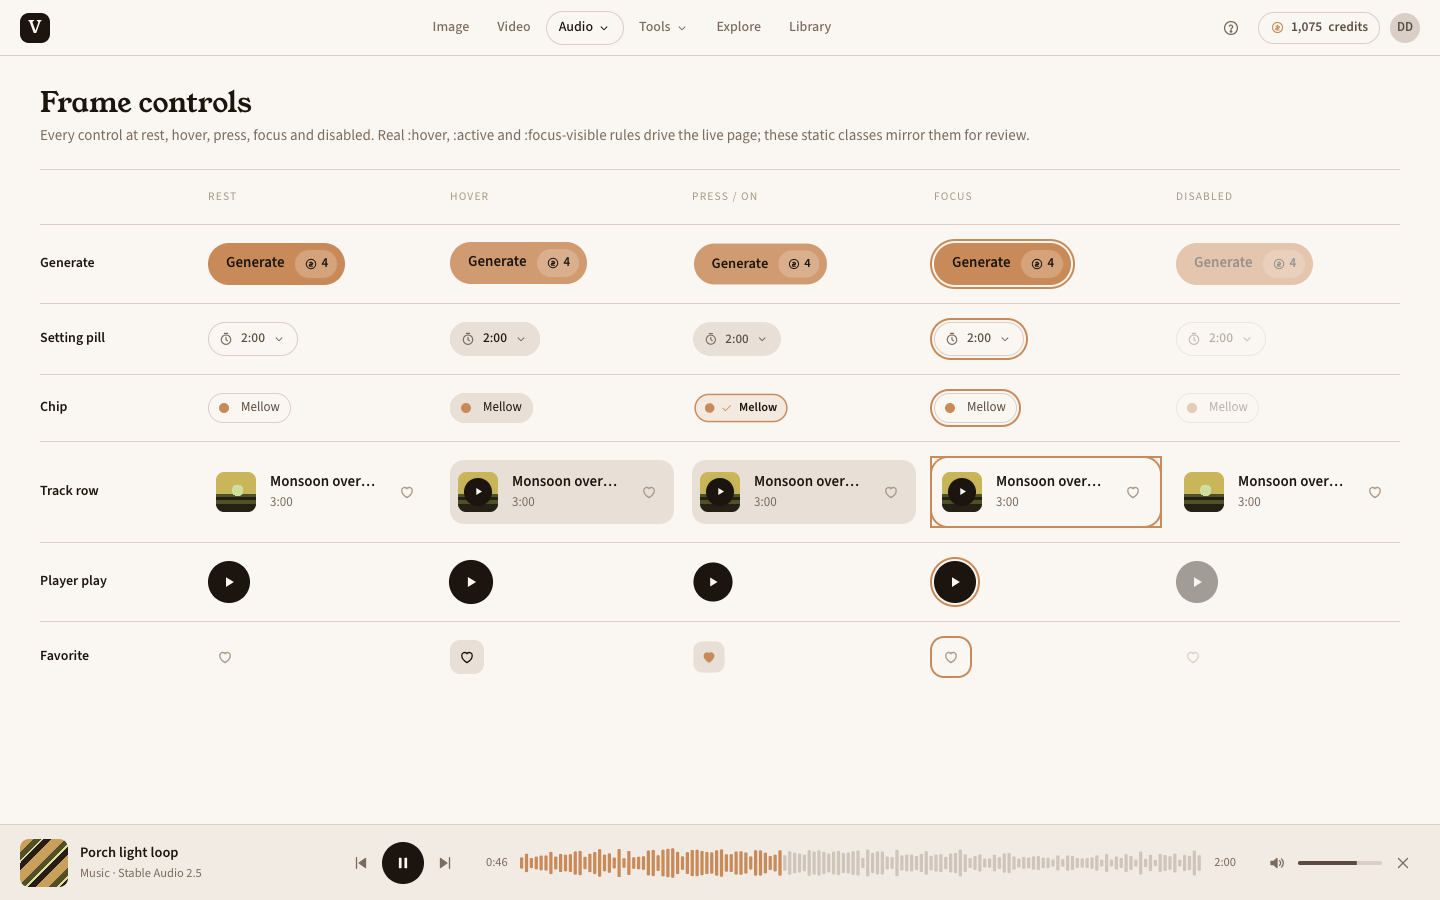 V Image Video Audio Tools Explore Library 1,075 credits DD
Frame controls
Every control at rest, hover, press, focus and disabled. Real :hover, :active and :focus-visible rules drive the live page; these static classes mirror them for review.
REST HOVER PRESS / ON FOCUS DISABLED
Generate Generate 4 Generate 4 Generate 4 Generate 4 Generate 4
Setting pill 2:00 2:00 2:00 2:00 2:00
Chip Mellow Mellow Mellow Mellow Mellow
Track row Monsoon over… Monsoon over… Monsoon over… Monsoon over… Monsoon over…
3:00 3:00 3:00 3:00 3:00
Player play
Favorite
Porch light loop
Music · Stable Audio 2.5
0:46 2:00